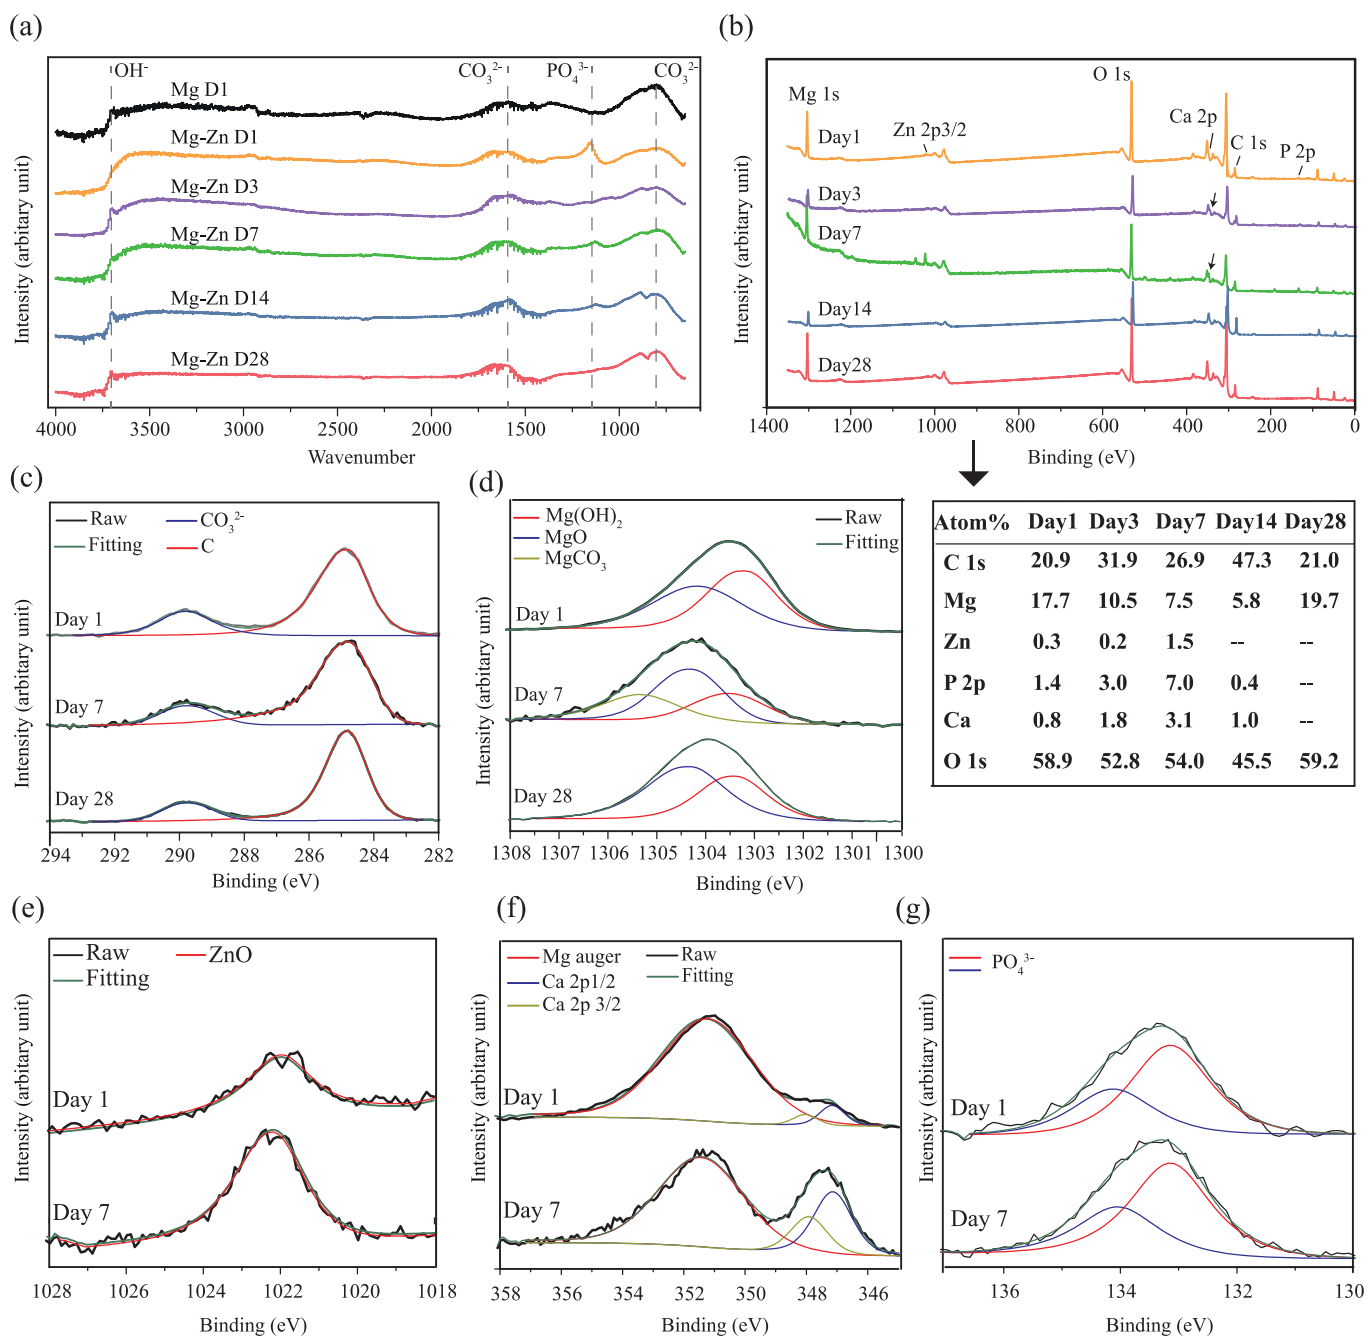 (a)
OH⁻
CO₃²⁻
PO₄³⁻
CO₃²⁻
Mg D1
Mg-Zn D1
Mg-Zn D3
Mg-Zn D7
Mg-Zn D14
Mg-Zn D28
Intensity (arbitary unit)
4000 3500 3000 2500 2000 1500 1000
Wavenumber
(b)
O 1s
Mg 1s
Zn 2p3/2
Ca 2p
C 1s
P 2p
Day1
Day3
Day7
Day14
Day28
Intensity (arbitary unit)
1400 1200 1000 800 600 400 200 0
Binding (eV)
Atom% Day1 Day3 Day7 Day14 Day28
C 1s 20.9 31.9 26.9 47.3 21.0
Mg 17.7 10.5 7.5 5.8 19.7
Zn 0.3 0.2 1.5 -- --
P 2p 1.4 3.0 7.0 0.4 --
Ca 0.8 1.8 3.1 1.0 --
O 1s 58.9 52.8 54.0 45.5 59.2
(c)
Raw CO₃²⁻
Fitting C
Day 1
Day 7
Day 28
Intensity (arbitary unit)
294 292 290 288 286 284 282
Binding (eV)
(d)
Mg(OH)₂ Raw
MgO Fitting
MgCO₃
Day 1
Day 7
Day 28
Intensity (arbitary unit)
1308 1307 1306 1305 1304 1303 1302 1301 1300
Binding (eV)
(e)
Raw ZnO
Fitting
Day 1
Day 7
Intensity (arbitary unit)
1028 1026 1024 1022 1020 1018
Binding (eV)
(f)
Mg auger Raw
Ca 2p1/2 Fitting
Ca 2p 3/2
Day 1
Day 7
Intensity (arbitary unit)
358 356 354 352 350 348 346
Binding (eV)
(g)
PO₄³⁻
Day 1
Day 7
Intensity (arbitary unit)
136 134 132 130
Binding (eV)